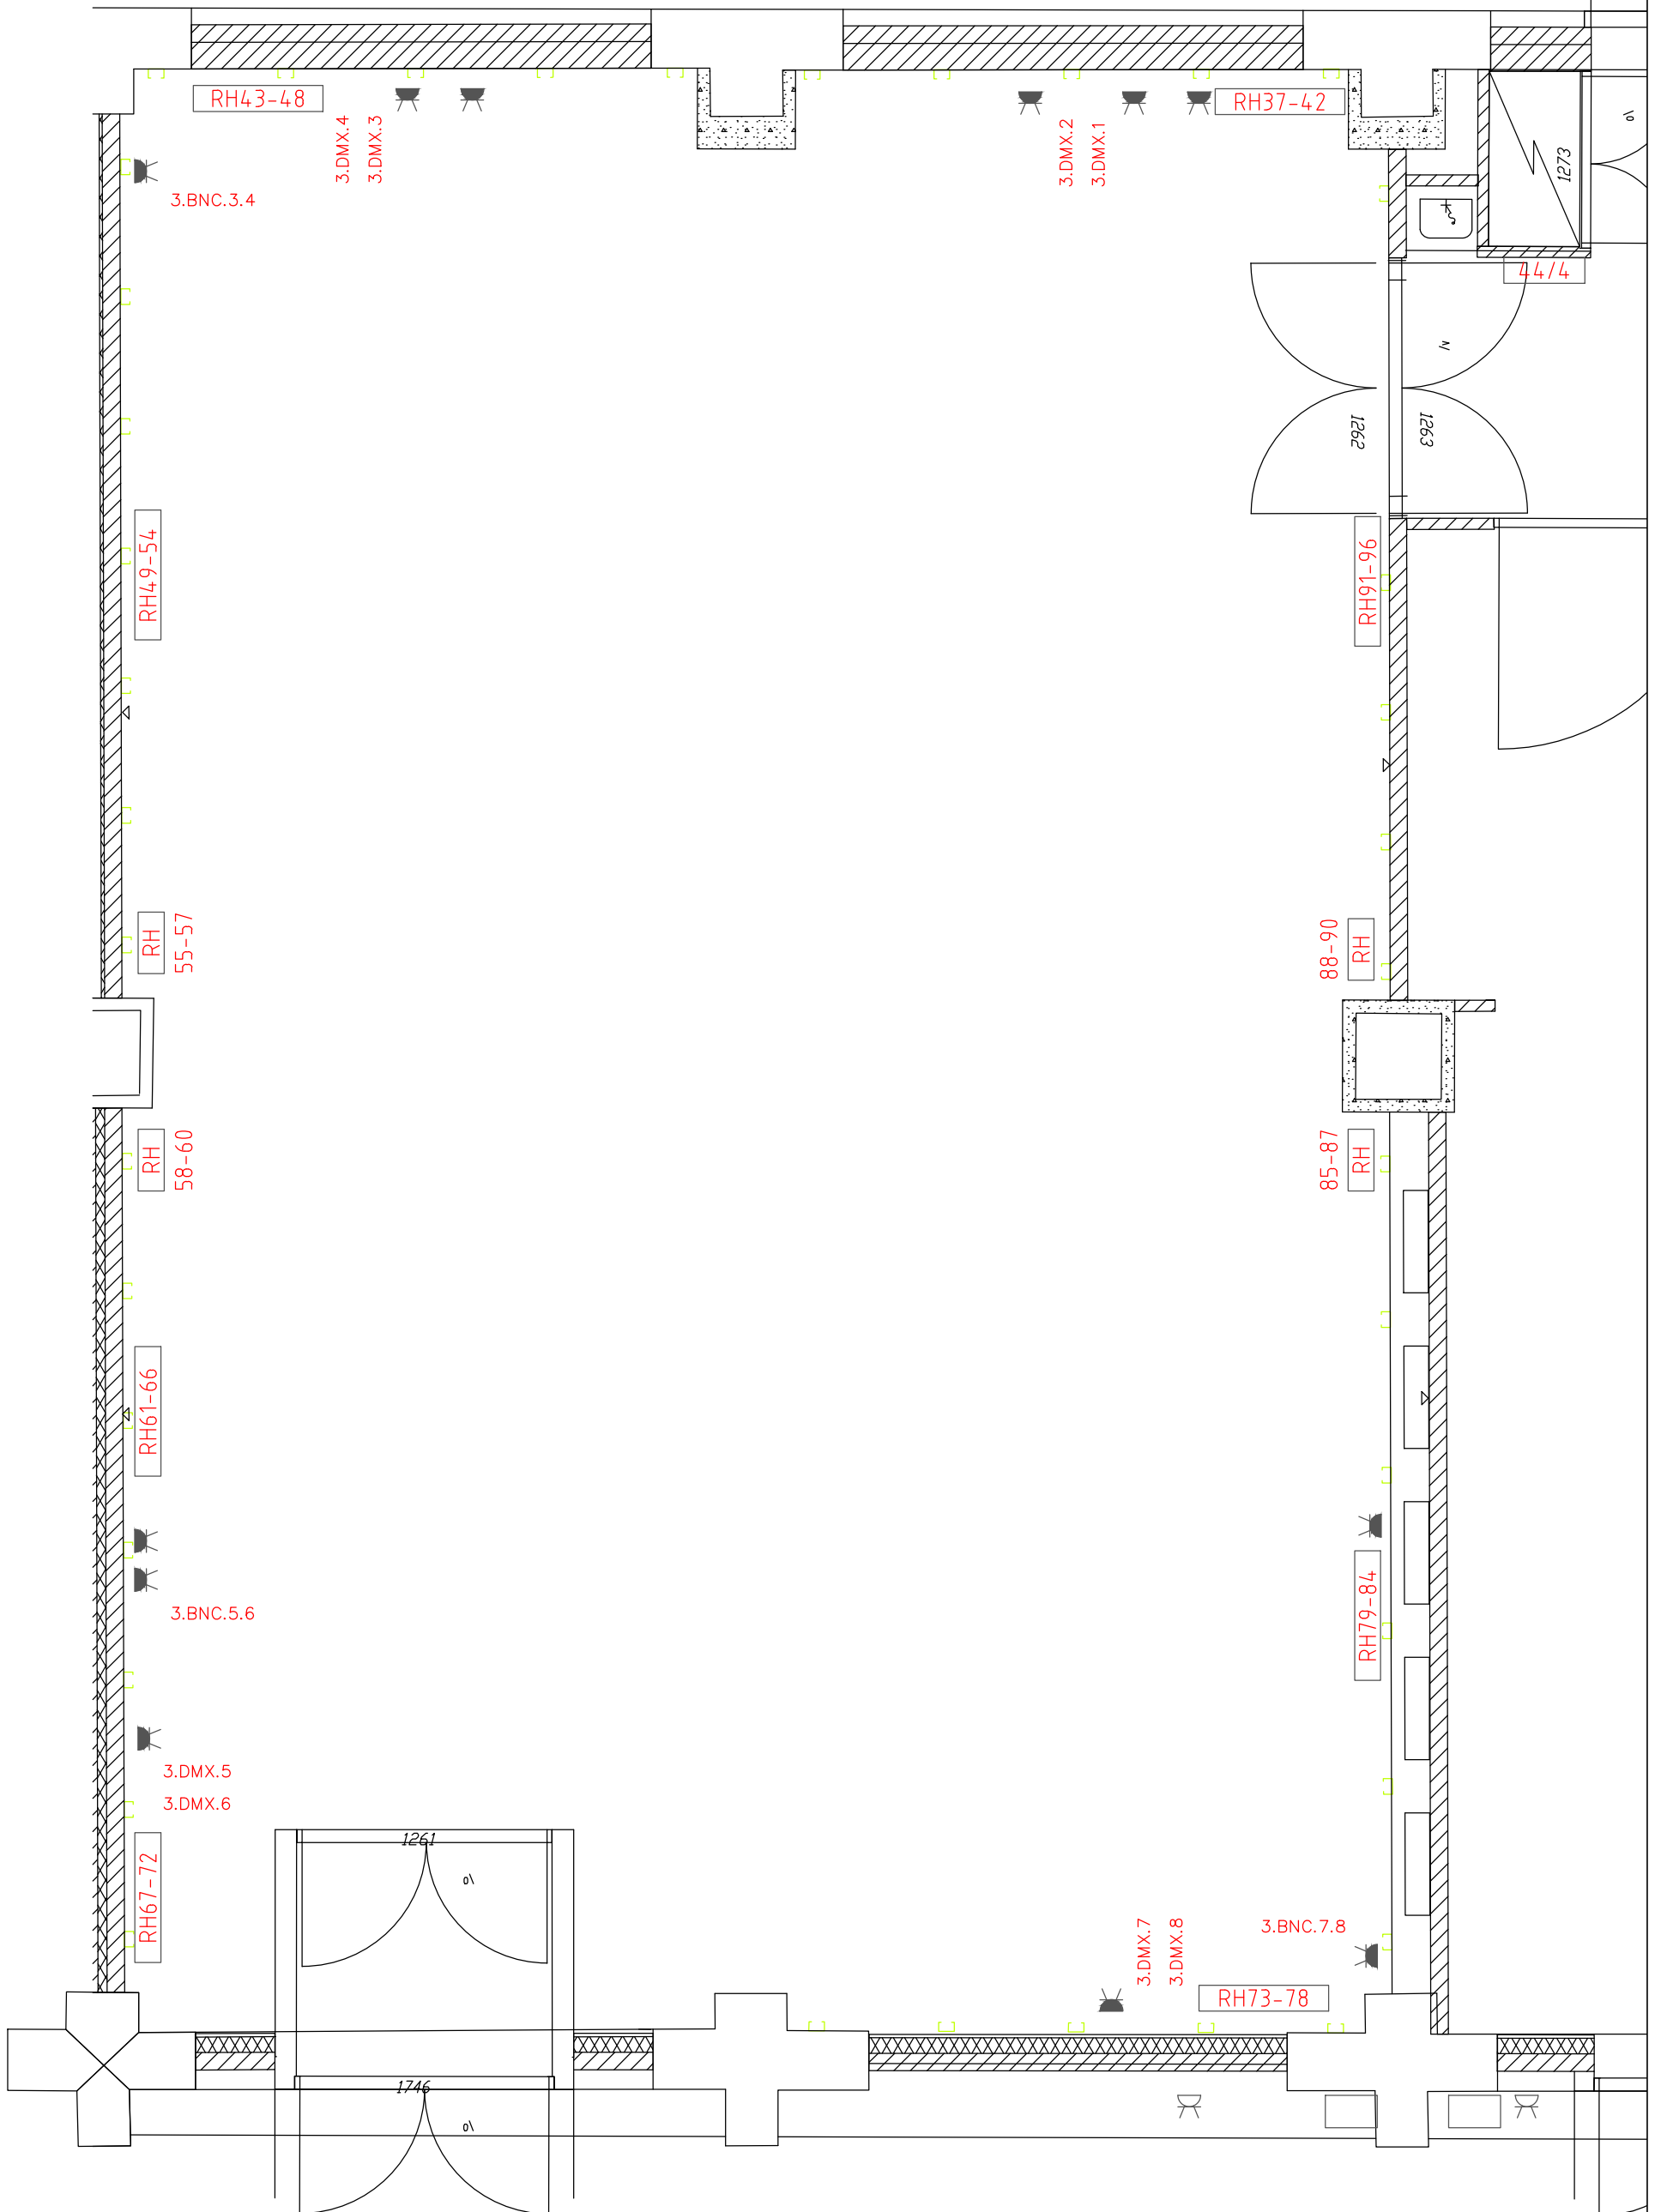 RH43-48
RH37-42
3.DMX.4
3.DMX.3
3.DMX.2
3.DMX.1
1273
3.BNC.3.4
44/4
1262
1263
RH49-54
RH91-96
RH
55-57
88-90
RH
RH
58-60
85-87
RH
RH61-66
RH79-84
3.BNC.5.6
3.DMX.5
3.DMX.6
RH67-72
1261
3.DMX.7
3.DMX.8
3.BNC.7.8
RH73-78
1746